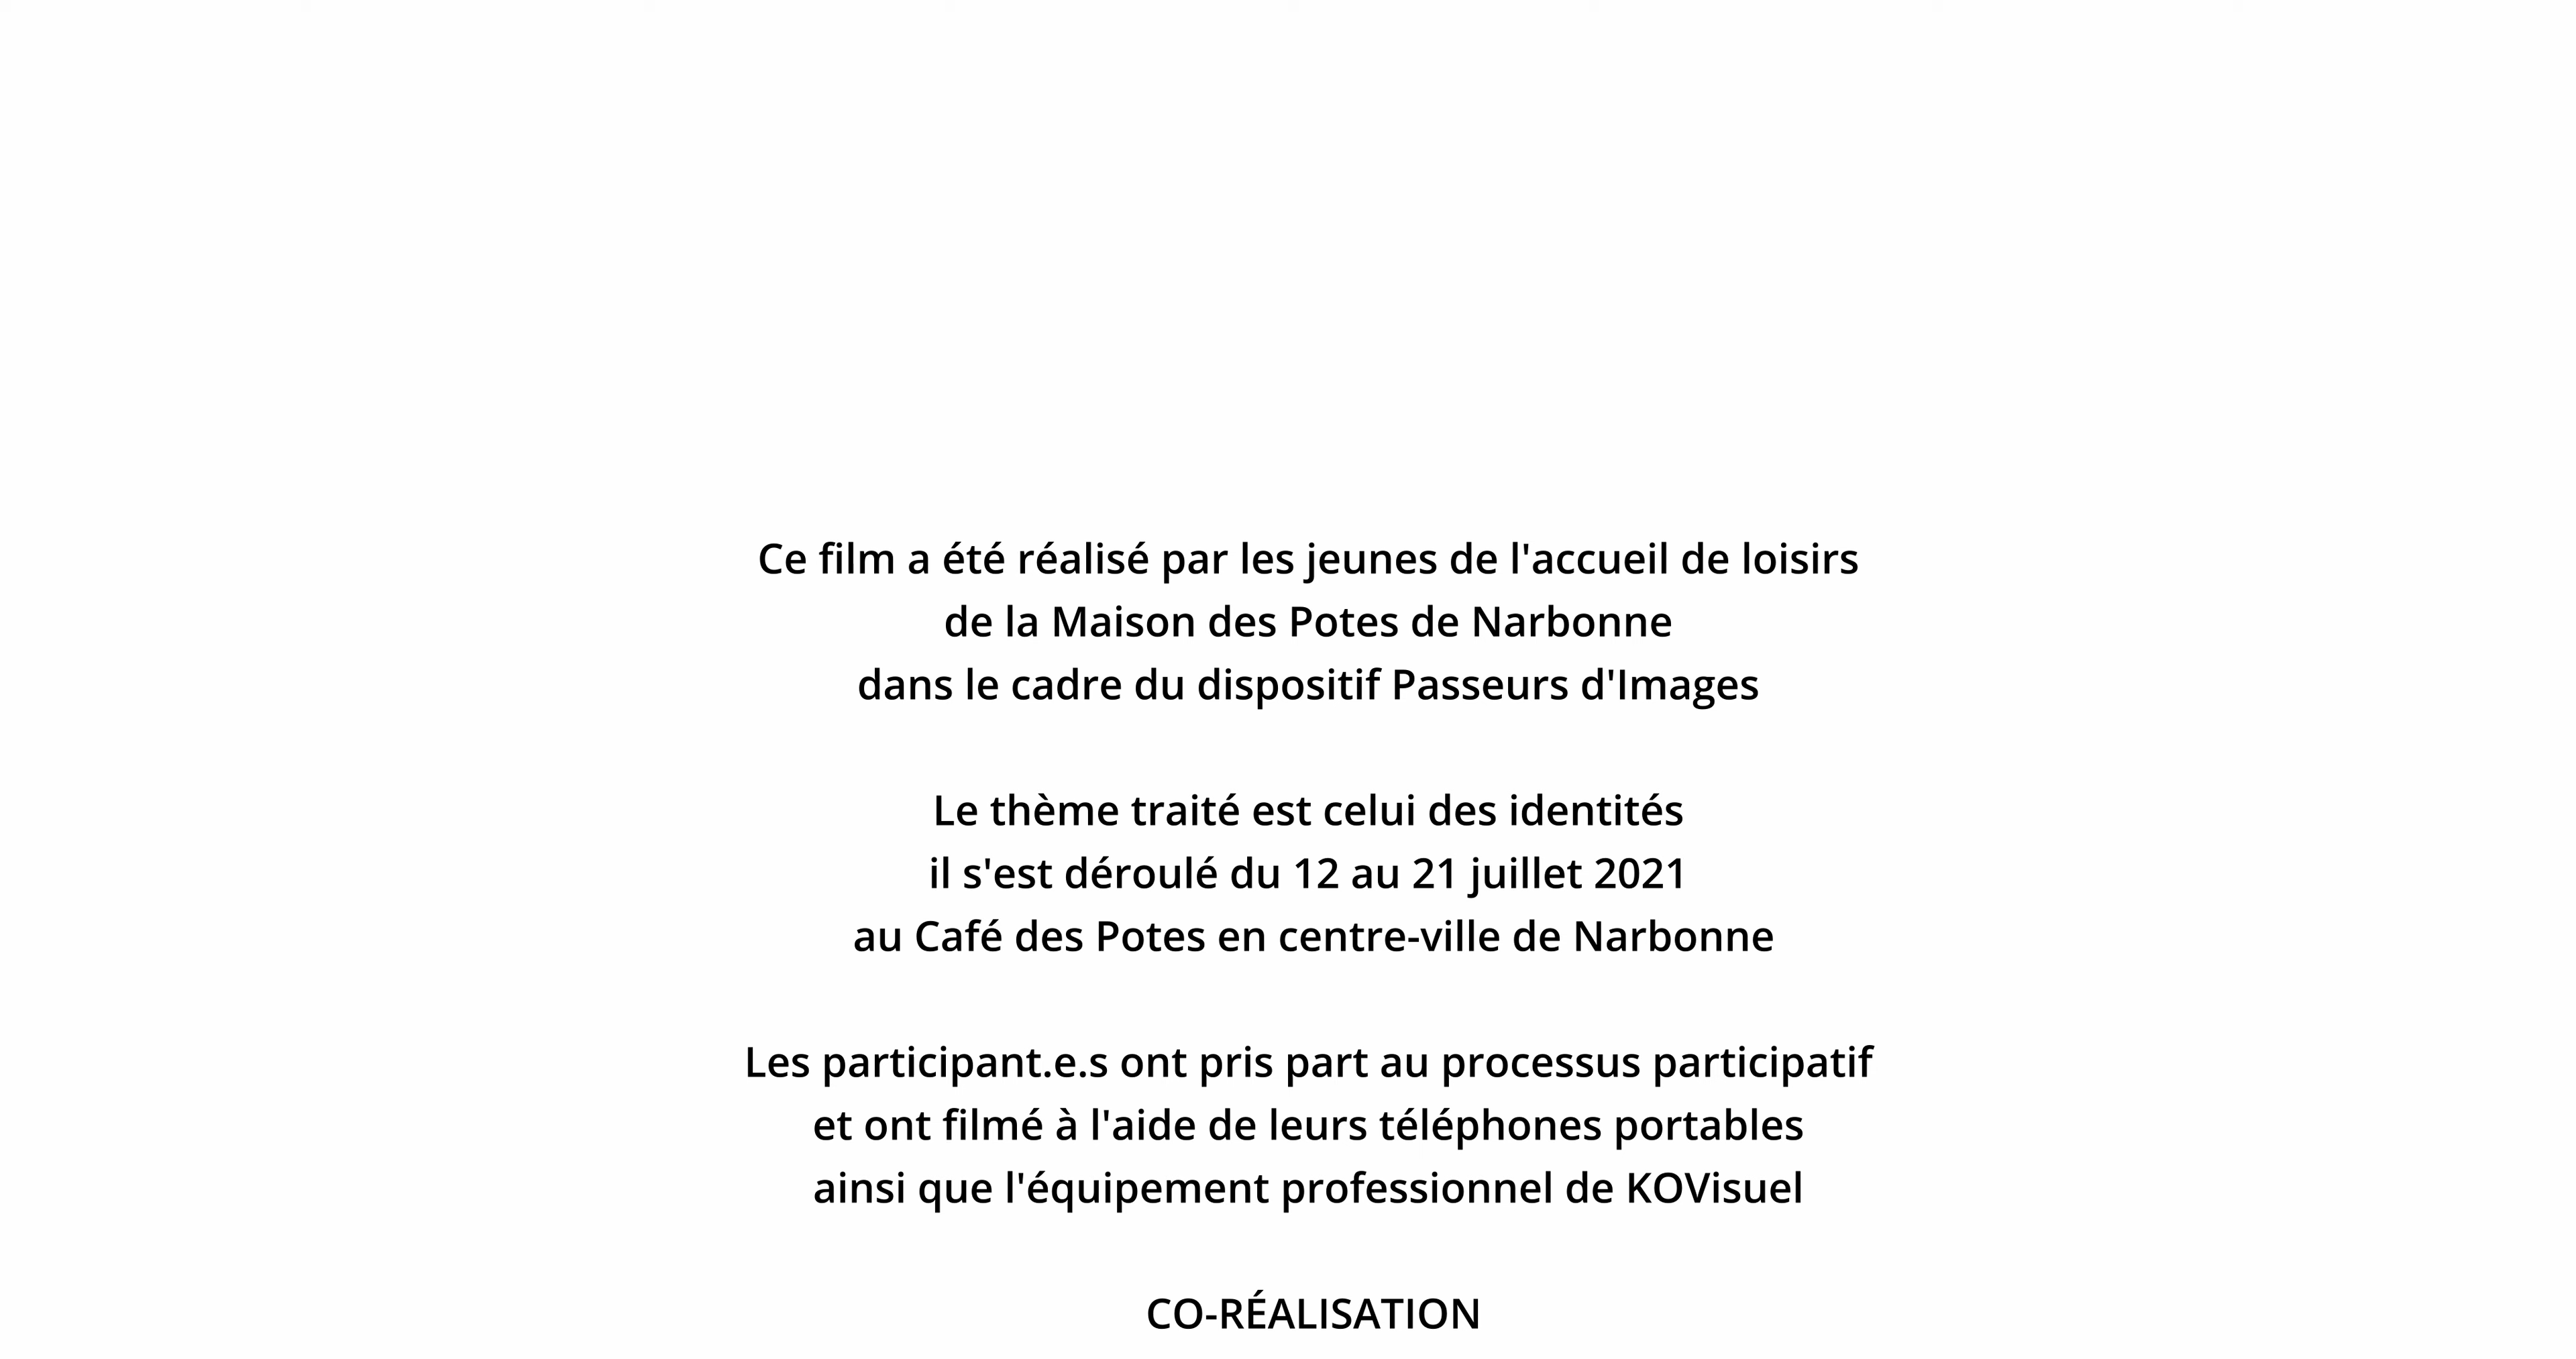 Ce film a été réalisé par les jeunes de l'accueil de loisirs
de la Maison des Potes de Narbonne
dans le cadre du dispositif Passeurs d'Images
Le thème traité est celui des identités
il s'est déroulé du 12 au 21 juillet 2021
au Café des Potes en centre-ville de Narbonne
Les participant.e.s ont pris part au processus participatif
et ont filmé à l'aide de leurs téléphones portables
ainsi que l'équipement professionnel de KOVisuel
CO-RÉALISATION